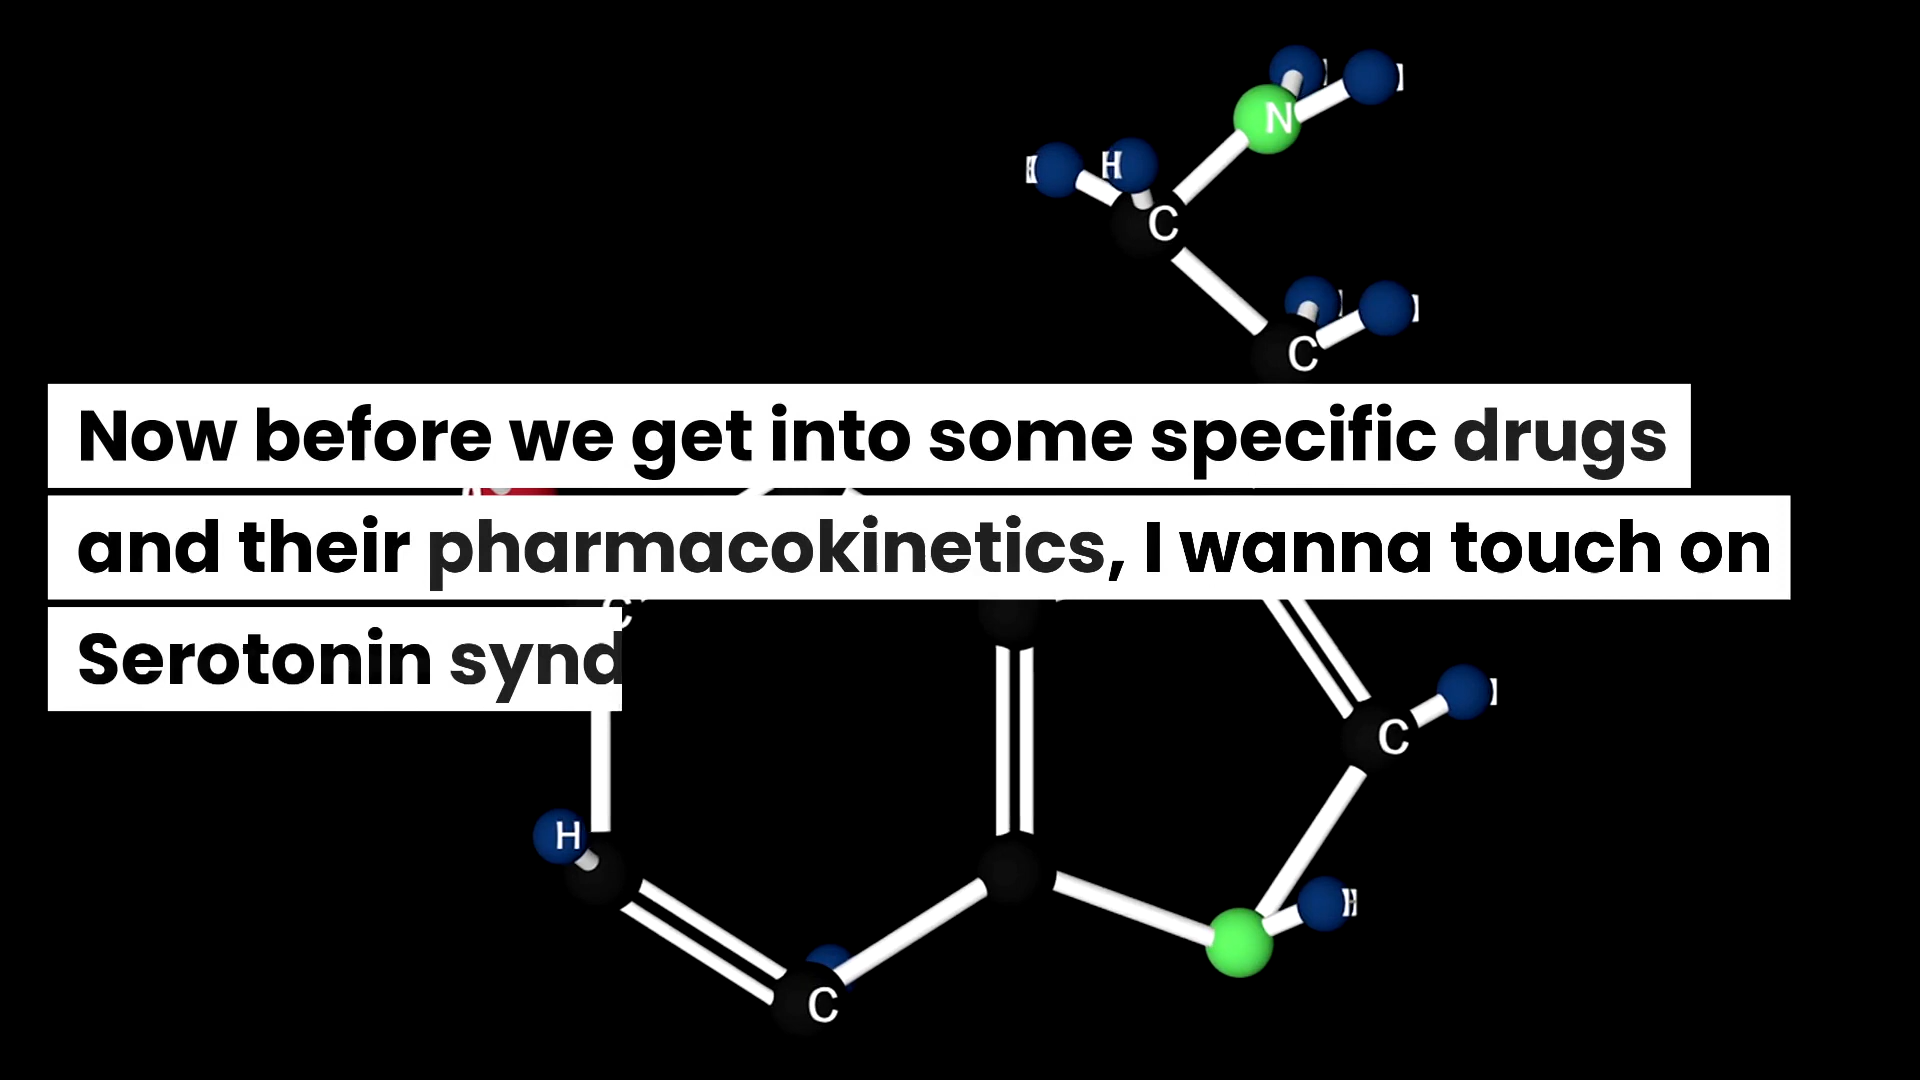 N
H
C
C
Now before we get into some specific drugs
and their pharmacokinetics, I wanna touch on
Serotonin synd
C
C
H
H
C